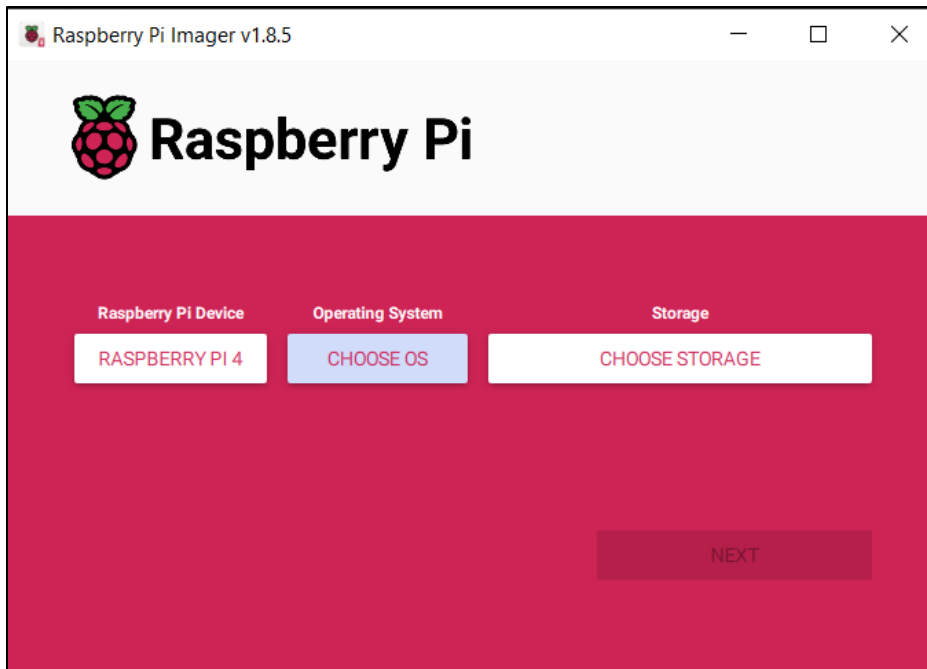 Raspberry Pi Imager v1.8.5
Raspberry Pi
Raspberry Pi Device
Operating System
Storage
RASPBERRY PI 4
CHOOSE OS
CHOOSE STORAGE
NEXT